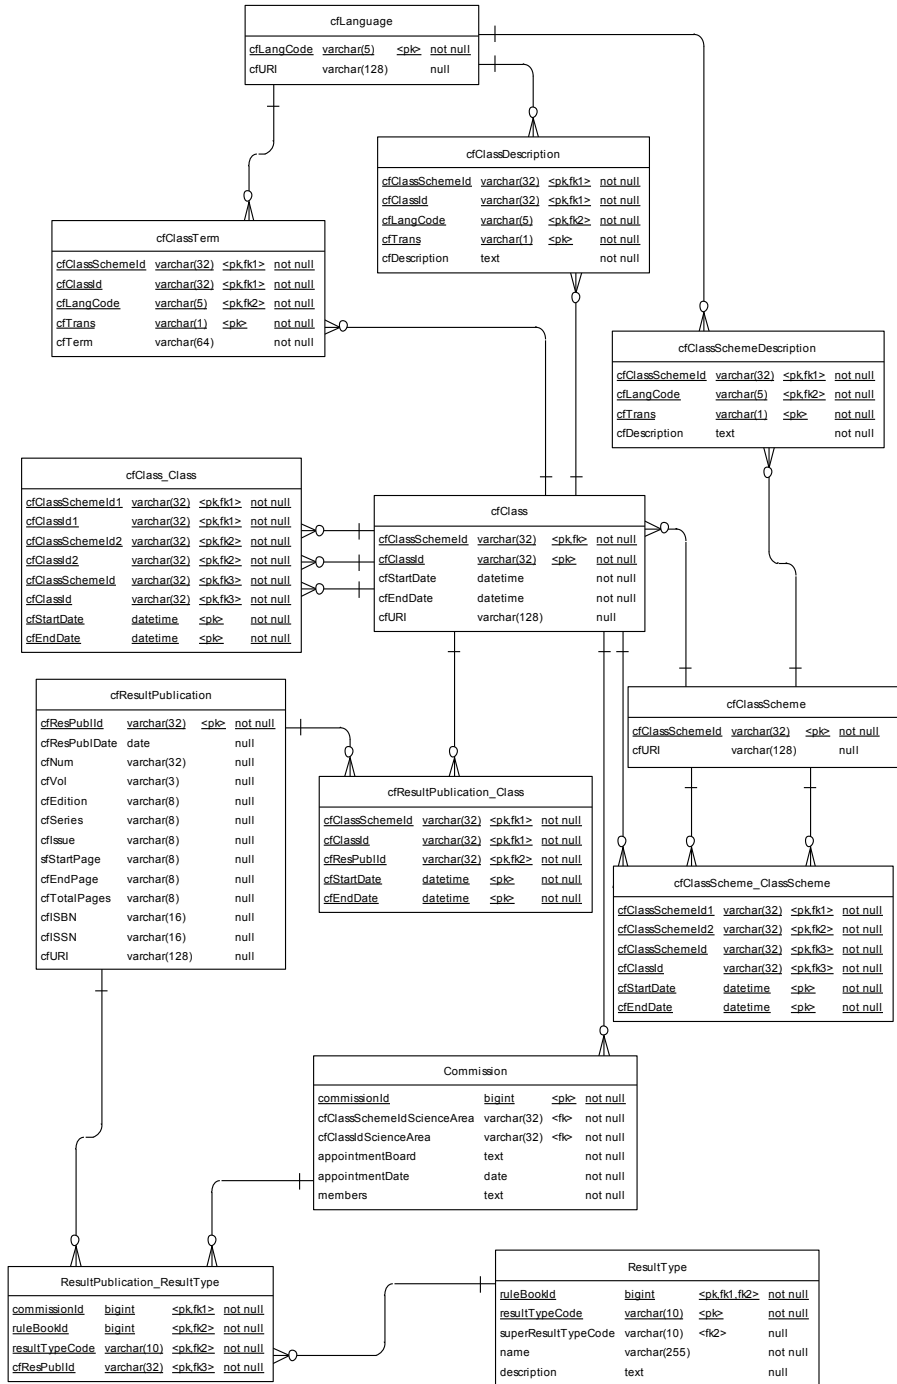 cfLanguage
cfLangCode varchar(5) <pk> not null
cfURI varchar(128) null
cfClassDescription
cfClassSchemeId varchar(32) <pk,fk1> not null
cfClassId varchar(32) <pk,fk1> not null
cfLangCode varchar(5) <pk,fk2> not null
cfTrans varchar(1) <pk> not null
cfDescription text not null
cfClassTerm
cfClassSchemeId varchar(32) <pk,fk1> not null
cfClassId varchar(32) <pk,fk1> not null
cfLangCode varchar(5) <pk,fk2> not null
cfTrans varchar(1) <pk> not null
cfTerm varchar(64) not null
cfClassSchemeDescription
cfClassSchemeId varchar(32) <pk,fk1> not null
cfLangCode varchar(5) <pk,fk2> not null
cfTrans varchar(1) <pk> not null
cfDescription text not null
cfClass_Class
cfClassSchemeId1 varchar(32) <pk,fk1> not null
cfClassId1 varchar(32) <pk,fk1> not null
cfClassSchemeId2 varchar(32) <pk,fk2> not null
cfClassId2 varchar(32) <pk,fk2> not null
cfClassSchemeId varchar(32) <pk,fk3> not null
cfClassId varchar(32) <pk,fk3> not null
cfStartDate datetime <pk> not null
cfEndDate datetime <pk> not null
cfClass
cfClassSchemeId varchar(32) <pk,fk> not null
cfClassId varchar(32) <pk> not null
cfStartDate datetime not null
cfEndDate datetime not null
cfURI varchar(128) null
cfResultPublication
cfResPublId varchar(32) <pk> not null
cfResPublDate date null
cfNum varchar(32) null
cfVol varchar(3) null
cfEdition varchar(8) null
cfSeries varchar(8) null
cfIssue varchar(8) null
sfStartPage varchar(8) null
cfEndPage varchar(8) null
cfTotalPages varchar(8) null
cfISBN varchar(16) null
cfISSN varchar(16) null
cfURI varchar(128) null
cfClassScheme
cfClassSchemeId varchar(32) <pk> not null
cfURI varchar(128) null
cfResultPublication_Class
cfClassSchemeId varchar(32) <pk,fk1> not null
cfClassId varchar(32) <pk,fk1> not null
cfResPublId varchar(32) <pk,fk2> not null
cfStartDate datetime <pk> not null
cfEndDate datetime <pk> not null
cfClassScheme_ClassScheme
cfClassSchemeId1 varchar(32) <pk,fk1> not null
cfClassSchemeId2 varchar(32) <pk,fk2> not null
cfClassSchemeId varchar(32) <pk,fk3> not null
cfClassId varchar(32) <pk,fk3> not null
cfStartDate datetime <pk> not null
cfEndDate datetime <pk> not null
Commission
commissionId bigint <pk> not null
cfClassSchemeIdScienceArea varchar(32) <fk> not null
cfClassIdScienceArea varchar(32) <fk> not null
appointmentBoard text not null
appointmentDate date not null
members text not null
ResultPublication_ResultType
commissionId bigint <pk,fk1> not null
ruleBookId bigint <pk,fk2> not null
resultTypeCode varchar(10) <pk,fk2> not null
cfResPublId varchar(32) <pk,fk3> not null
ResultType
ruleBookId bigint <pk,fk1,fk2> not null
resultTypeCode varchar(10) <pk> not null
superResultTypeCode varchar(10) <fk2> null
name varchar(255) not null
description text null